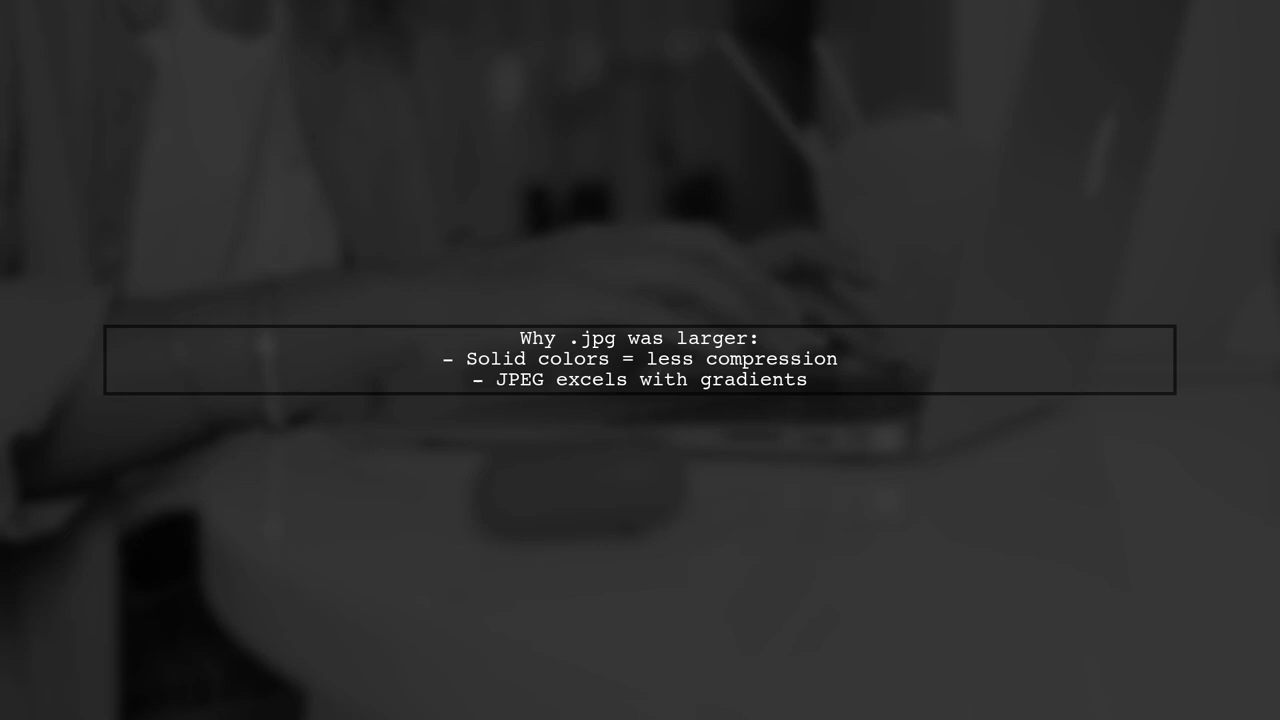 Why .jpg was larger:
- Solid colors = less compression
- JPEG excels with gradients